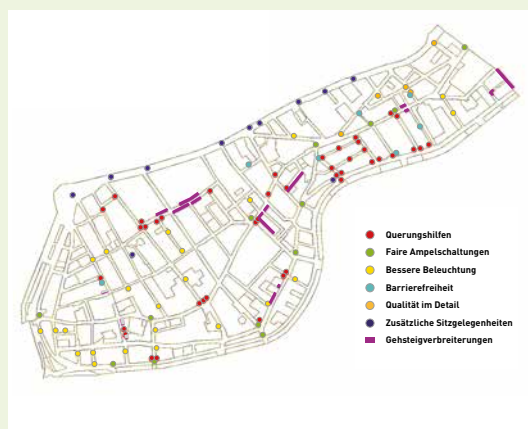 Querungshilfen
Faire Ampelschaltungen
Bessere Beleuchtung
Barrierefreiheit
Qualität im Detail
Zusätzliche Sitzgelegenheiten
Gehsteigverbreiterungen